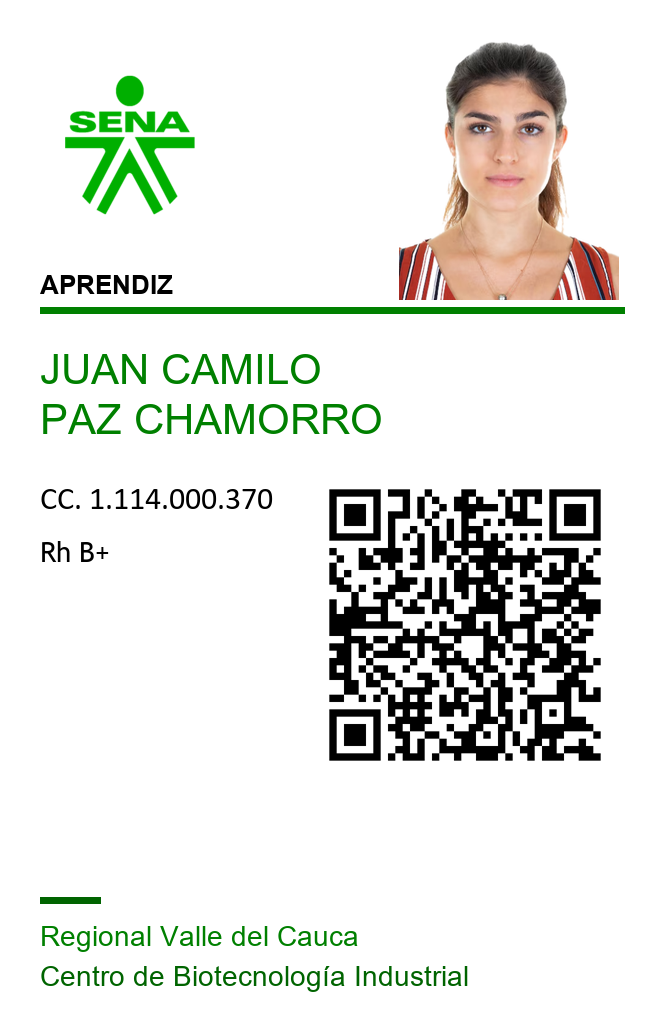 SENA
APRENDIZ
JUAN CAMILO
PAZ CHAMORRO
CC. 1.114.000.370
Rh B+
Regional Valle del Cauca
Centro de Biotecnología Industrial